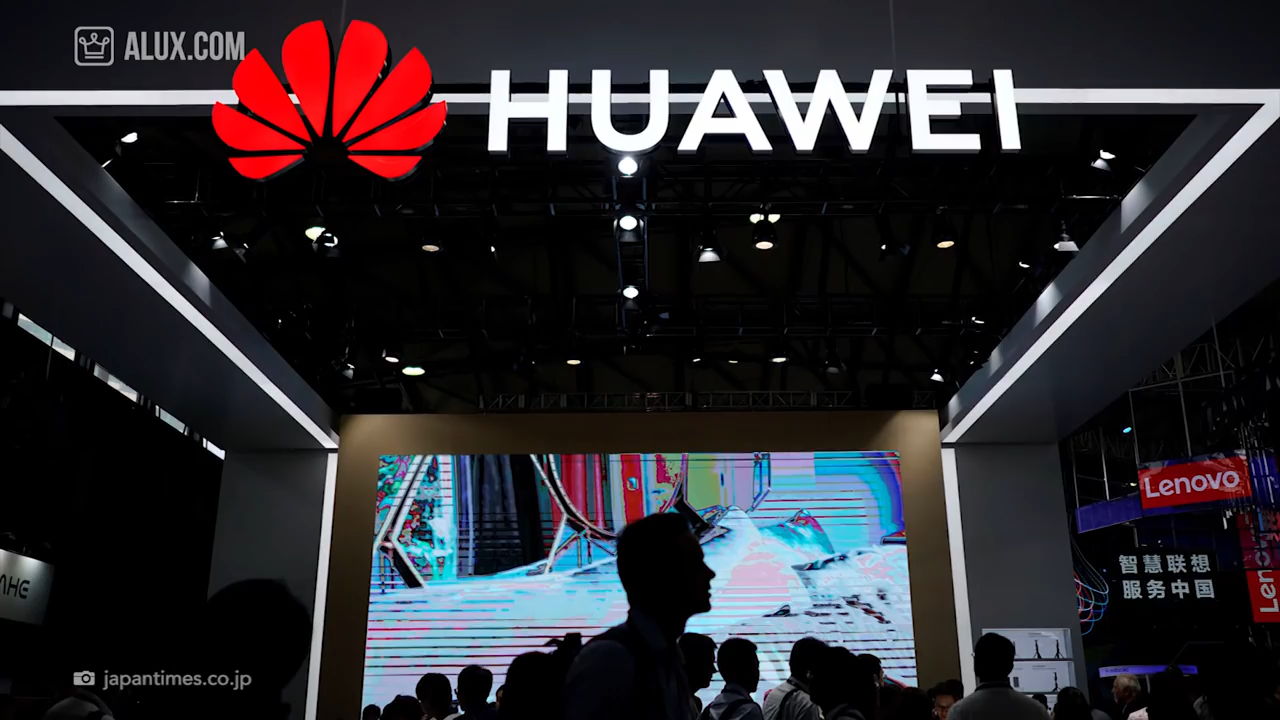 ALUX.COM
HUAWEI
Lenovo
智慧联想
服务中国
japantimes.co.jp